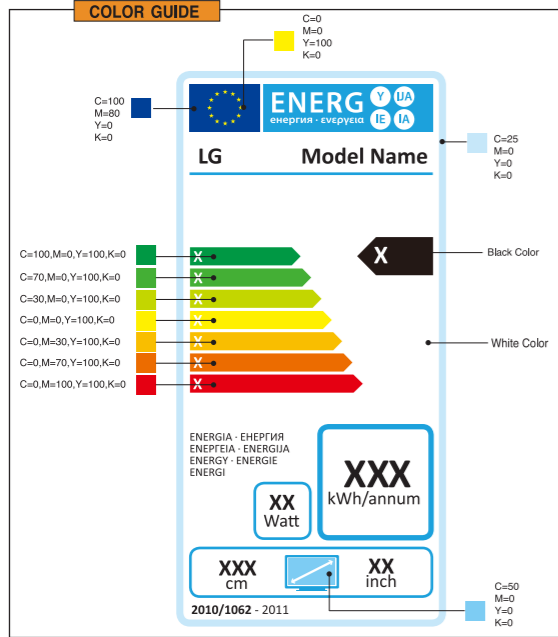 COLOR GUIDE
C=0
M=0
Y=100
K=0
C=100
M=80
Y=0
K=0
ENERG Y IJA
енергия · ενεργεια IE IA
C=25
M=0
Y=0
K=0
LG Model Name
C=100,M=0,Y=100,K=0 X X Black Color
C=70,M=0,Y=100,K=0 X
C=30,M=0,Y=100,K=0 X
C=0,M=0,Y=100,K=0 X
C=0,M=30,Y=100,K=0 X White Color
C=0,M=70,Y=100,K=0 X
C=0,M=100,Y=100,K=0 X
ENERGIA · ЕНЕРГИЯ
ΕΝΕΡΓΕΙΑ · ENERGIJA
ENERGY · ENERGIE
ENERGI
XXX
kWh/annum
XX
Watt
XXX
cm
XX
inch
C=50
M=0
Y=0
K=0
2010/1062 - 2011